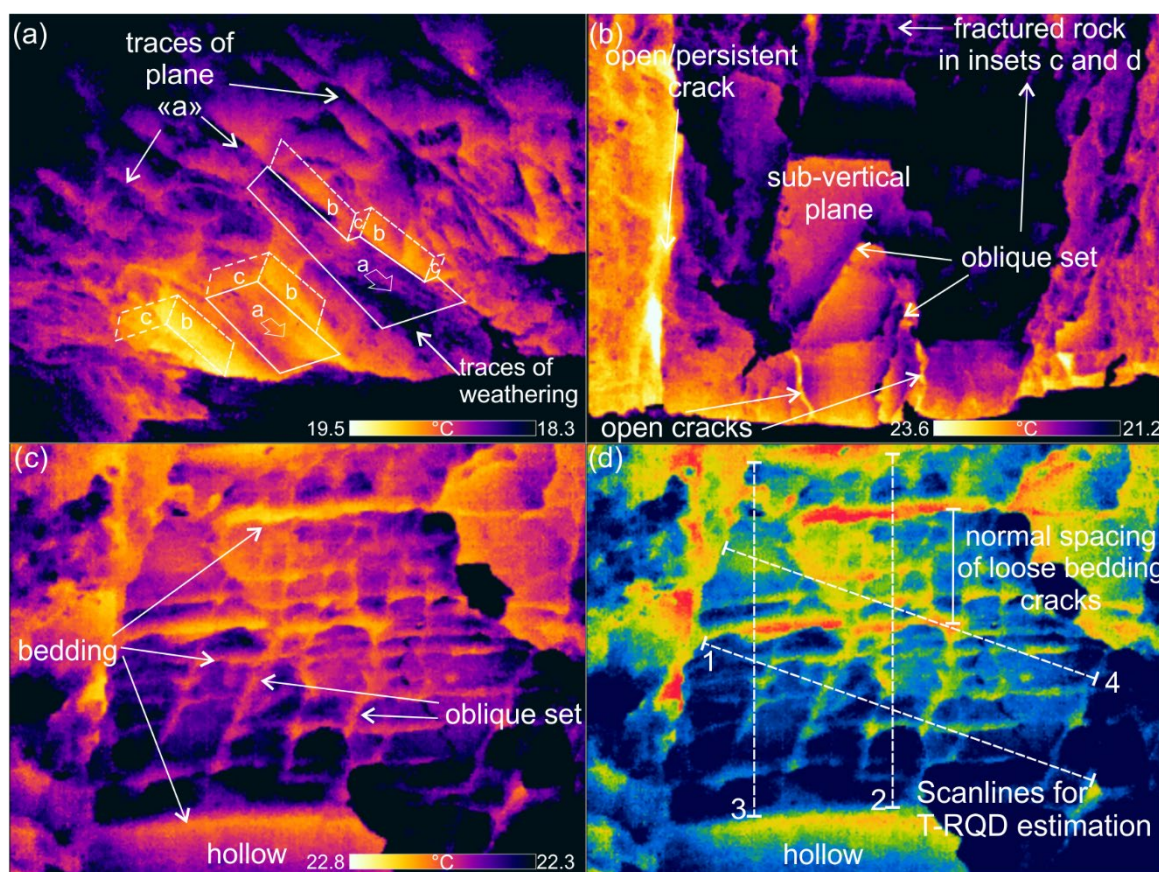 (a)
traces of
plane
«a»
b
c
b
c
a
c
b
b
a
traces of
weathering
19.5
°C
18.3
(b)
open/persistent
crack
fractured rock
in insets c and d
sub-vertical
plane
oblique set
open cracks
23.6
°C
21.2
(c)
bedding
oblique set
hollow
22.8
°C
22.3
(d)
normal spacing
of loose bedding
cracks
1
4
3
2
Scanlines for
T-RQD estimation
hollow